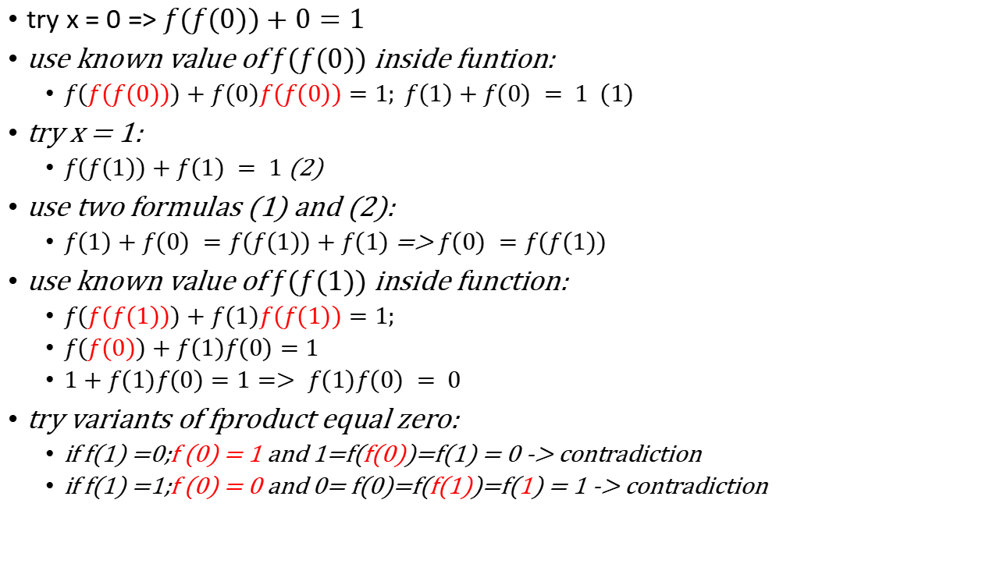 • try x = 0 => f(f(0)) + 0 = 1
• use known value of f(f(0)) inside funtion:
• f(f(f(0))) + f(0)f(f(0)) = 1; f(1) + f(0) = 1 (1)
• try x = 1:
• f(f(1)) + f(1) = 1 (2)
• use two formulas (1) and (2):
• f(1) + f(0) = f(f(1)) + f(1) => f(0) = f(f(1))
• use known value of f(f(1)) inside function:
• f(f(f(1))) + f(1)f(f(1)) = 1;
• f(f(0)) + f(1)f(0) = 1
• 1 + f(1)f(0) = 1 => f(1)f(0) = 0
• try variants of fproduct equal zero:
• if f(1) =0;f (0) = 1 and 1=f(f(0))=f(1) = 0 -> contradiction
• if f(1) =1;f (0) = 0 and 0= f(0)=f(f(1))=f(1) = 1 -> contradiction